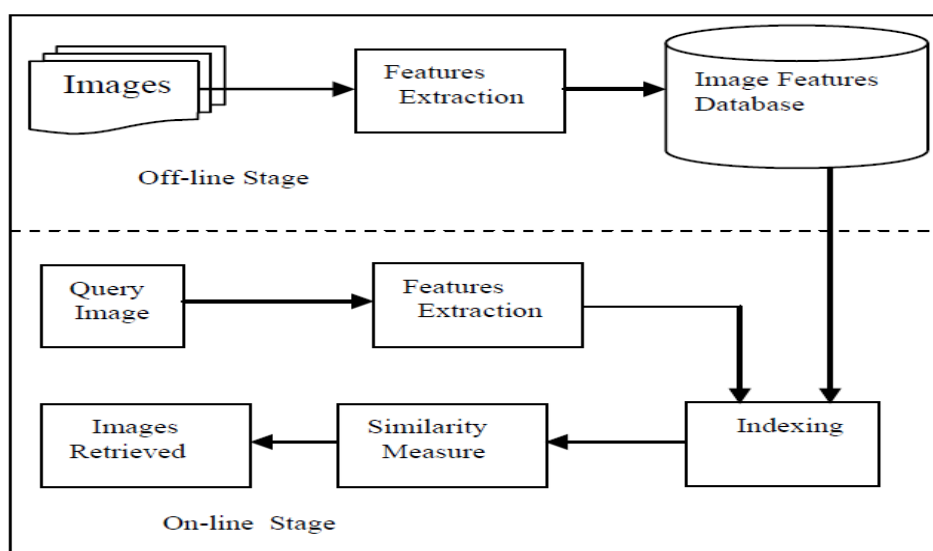 Images
Features
Extraction
Image Features
Database
Off-line Stage
Query
Image
Features
Extraction
Images
Retrieved
Similarity
Measure
Indexing
On-line Stage